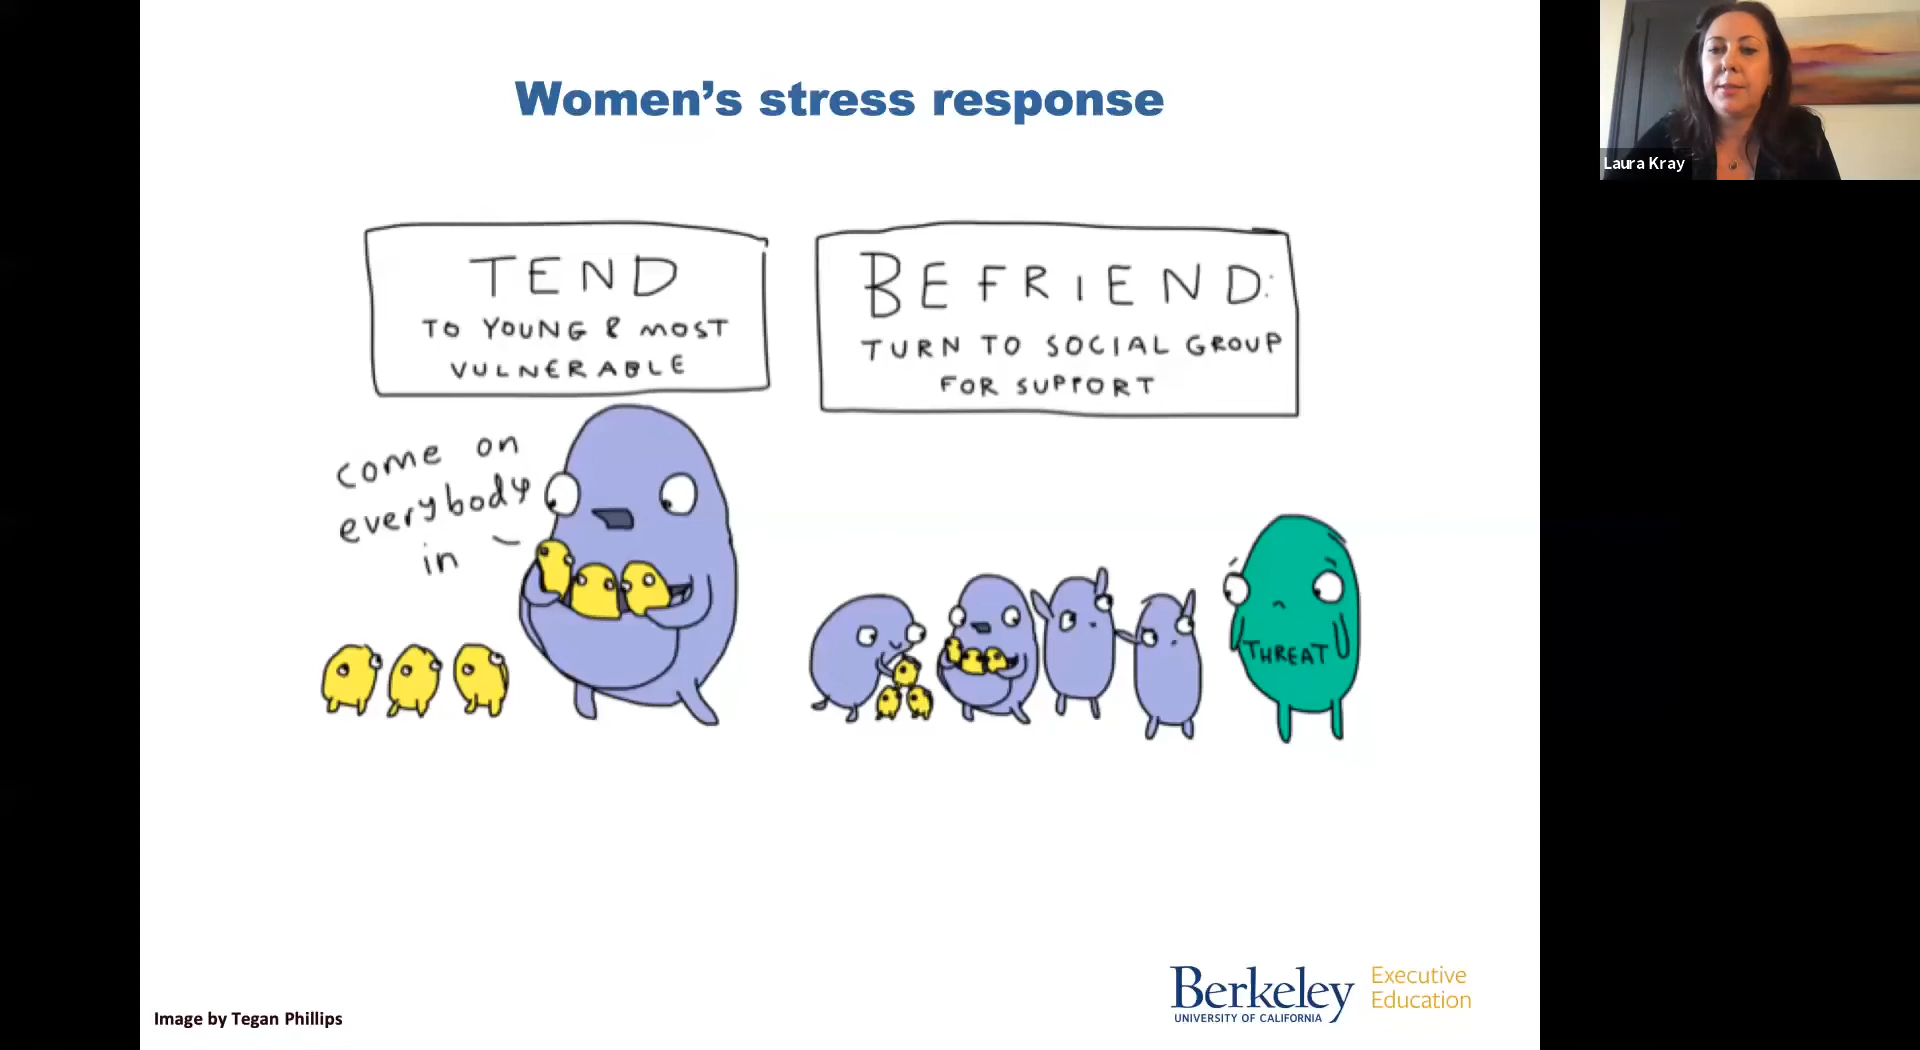 Women’s stress response
Laura Kray
TEND
TO YOUNG & MOST
VULNERABLE
BEFRIEND:
TURN TO SOCIAL GROUP
FOR SUPPORT
come on
everybody
in
THREAT
Image by Tegan Phillips
Berkeley
UNIVERSITY OF CALIFORNIA
Executive
Education